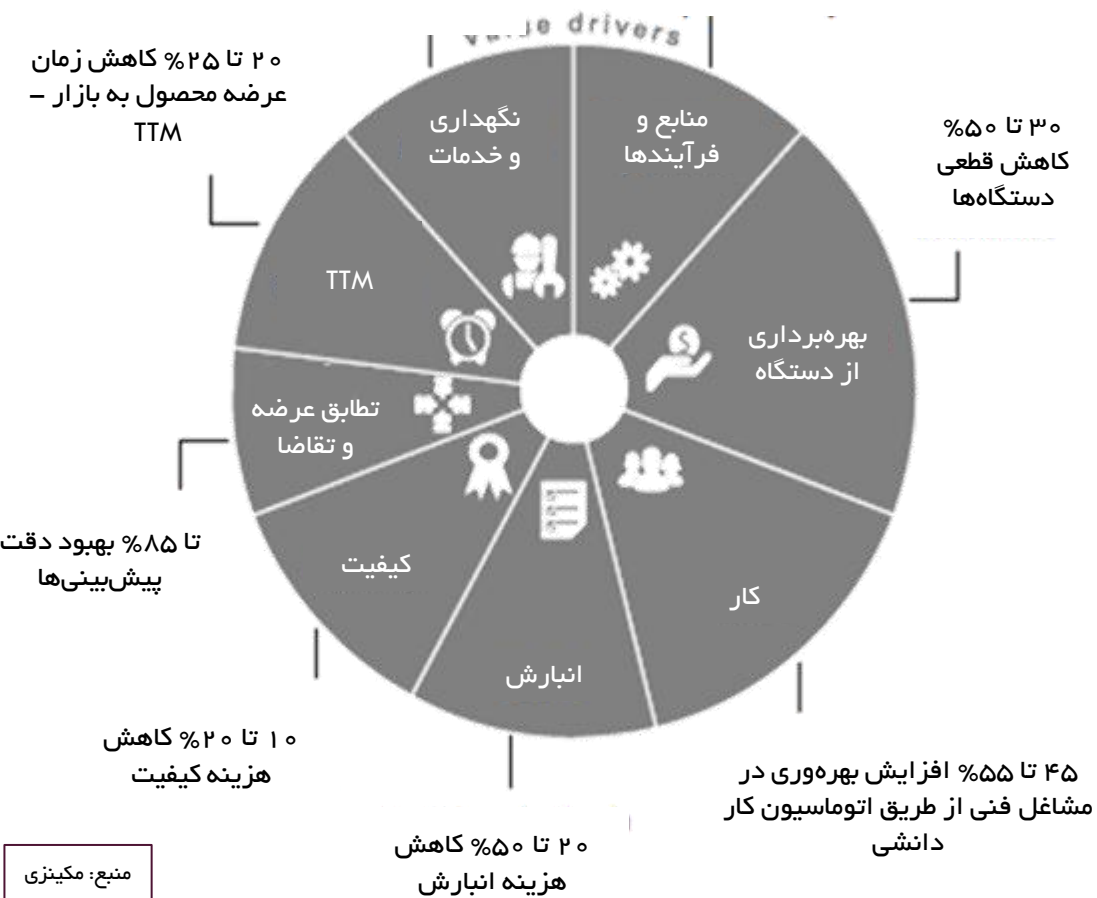 drivers
۲۰ تا ۲۵% کاهش زمان
عرضه محصول به بازار –
TTM
نگهداری
و خدمات
منابع و
فرآیندها
۳۰ تا ۵۰%
کاهش قطعی
دستگاه‌ها
TTM
بهره‌برداری
از دستگاه
تطابق عرضه
و تقاضا
تا ۸۵% بهبود دقت
پیش‌بینی‌ها
کیفیت
کار
انبارش
۱۰ تا ۲۰% کاهش
هزینه کیفیت
۴۵ تا ۵۵% افزایش بهره‌وری در
مشاغل فنی از طریق اتوماسیون کار
دانشی
۲۰ تا ۵۰% کاهش
هزینه انبارش
منبع: مکینزی